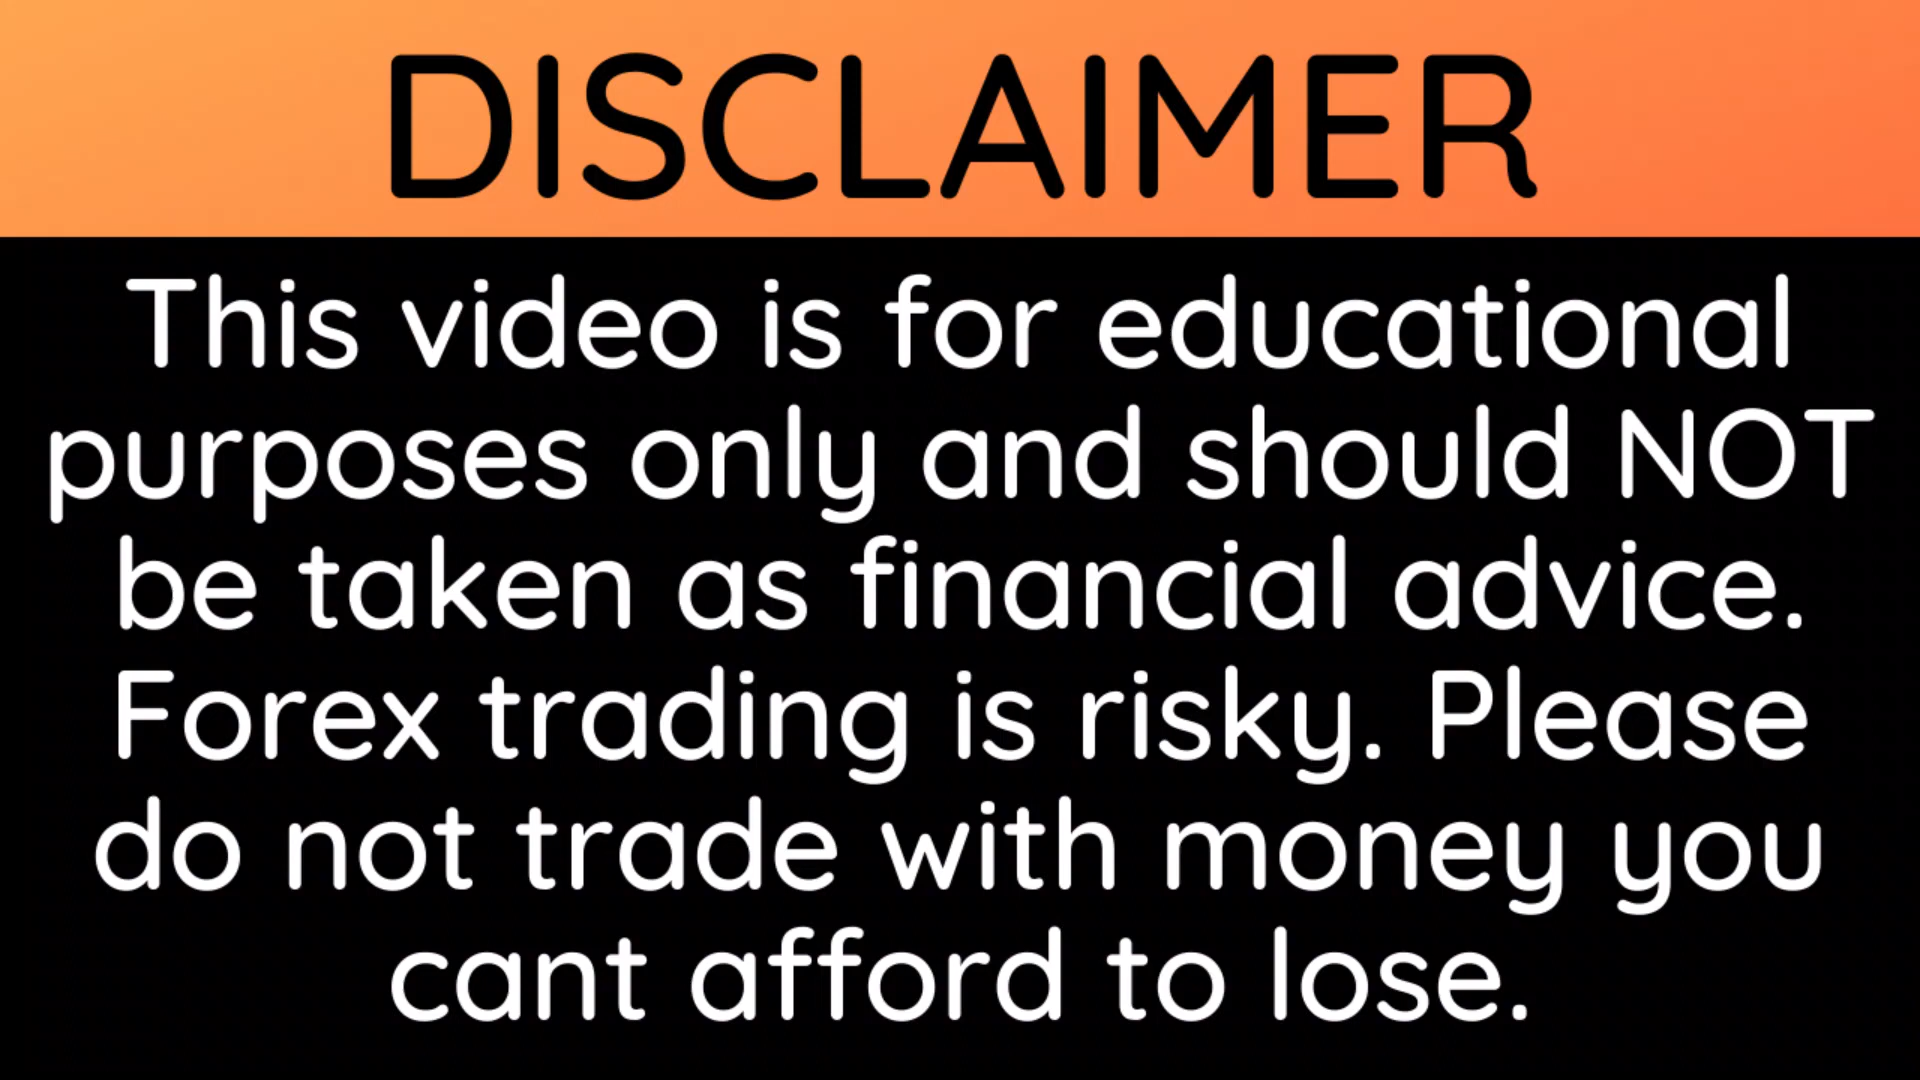 DISCLAIMER
This video is for educational
purposes only and should NOT
be taken as financial advice.
Forex trading is risky. Please
do not trade with money you
cant afford to lose.